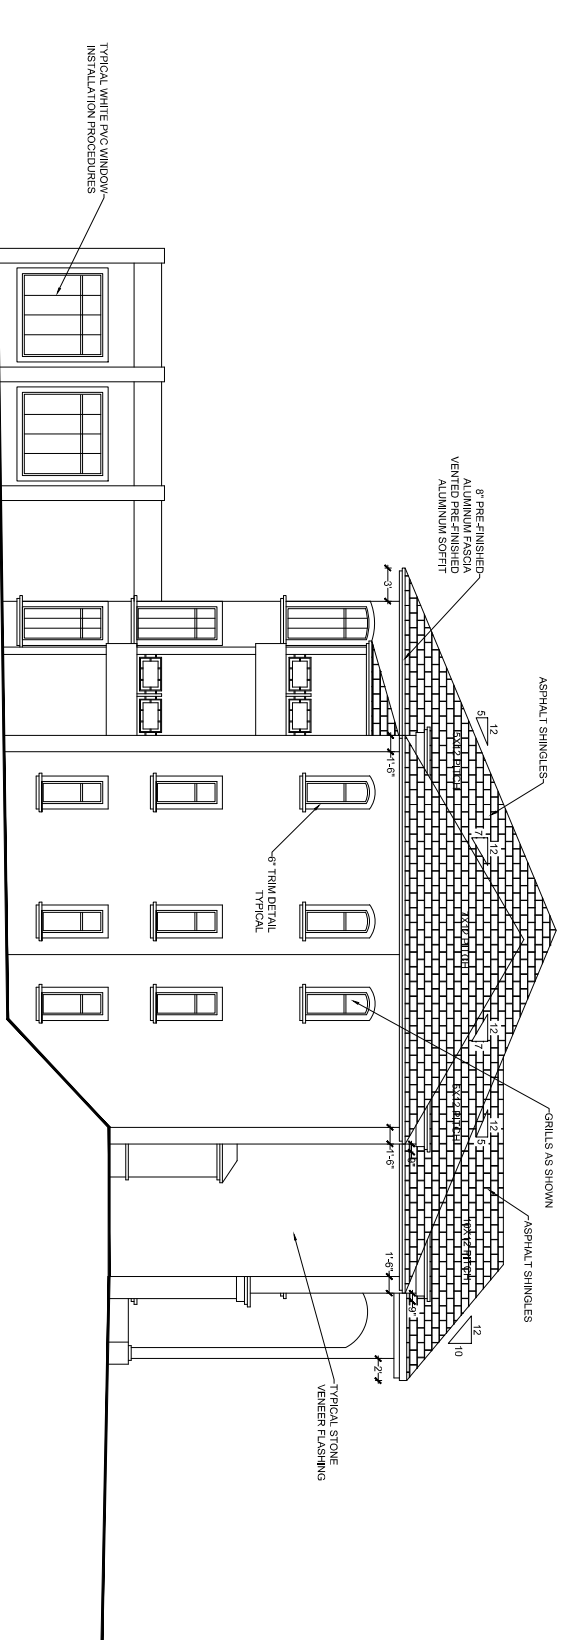 TYPICAL WHITE PVC WINDOW
INSTALLATION PROCEDURES
8" PRE-FINISHED
ALUMINUM FASCIA
VENTED PRE-FINISHED
ALUMINUM SOFFIT
3'
ASPHALT SHINGLES
12
5
5X12 PITCH
1'-6"
12
7
6" TRIM DETAIL
TYPICAL
7X12 PITCH
12
7
GRILLS AS SHOWN
5X12 PITCH
12
5
1'-6"
9"
ASPHALT SHINGLES
10X12 PITCH
1'-6"
9"
12
10
2'
TYPICAL STONE
VENEER FLASHING